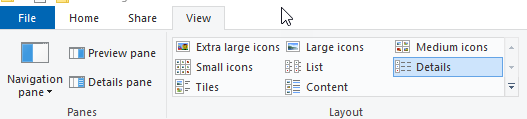 File Home Share View
Extra large icons Large icons Medium icons
Preview pane
Small icons List Details
Navigation pane Details pane
Tiles Content
Panes Layout